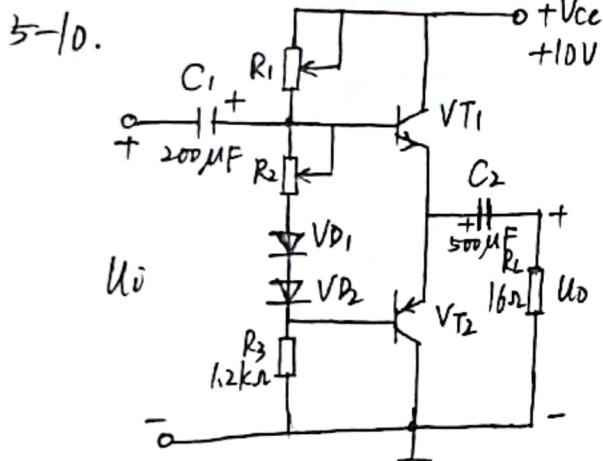 5-10.
+Vcc
+10V
R₁
C₁
+
VT₁
+
200μF
R₂
C₂
+
+
500μF
VD₁
RL
16Ω
Uo
Ui
VD₂
VT₂
R₃
1.2kΩ
-
-